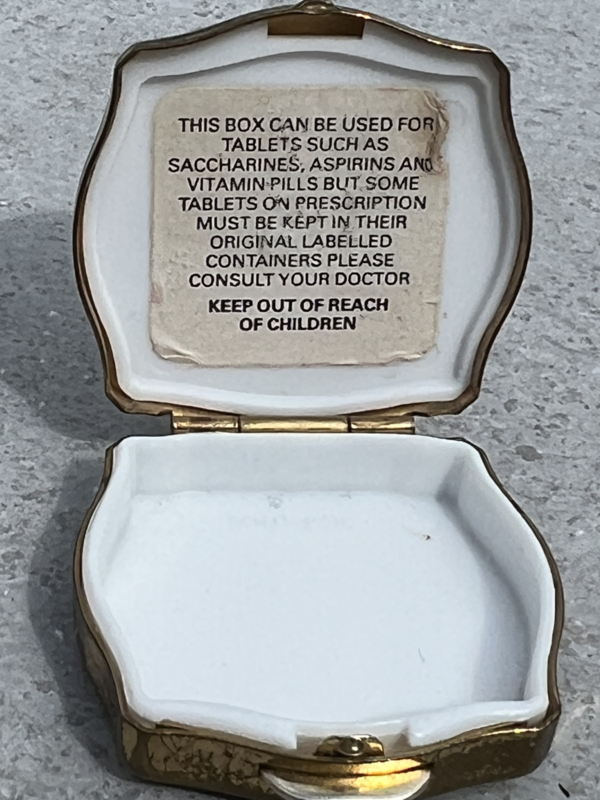 THIS BOX CAN BE USED FOR
TABLETS SUCH AS
SACCHARINES, ASPIRINS AND
VITAMIN PILLS BUT SOME
TABLETS ON PRESCRIPTION
MUST BE KEPT IN THEIR
ORIGINAL LABELLED
CONTAINERS PLEASE
CONSULT YOUR DOCTOR
KEEP OUT OF REACH
OF CHILDREN